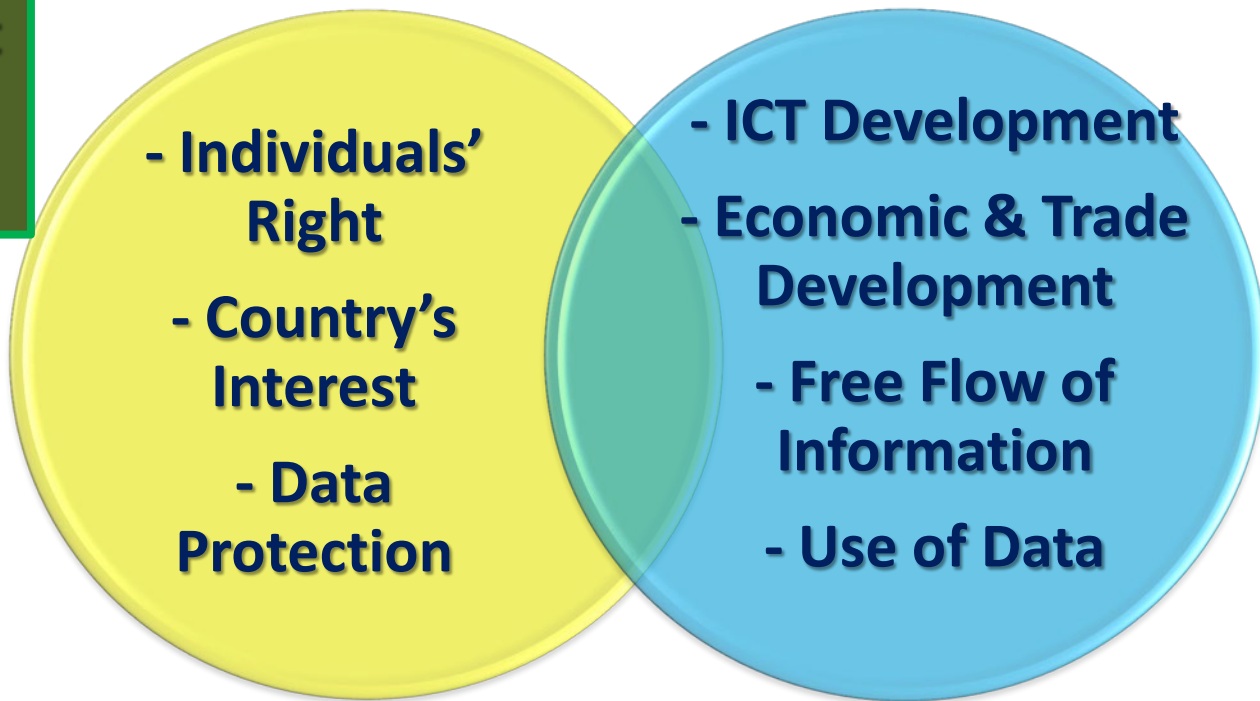 - Individuals’
Right
- Country’s
Interest
- Data
Protection
- ICT Development
- Economic & Trade
Development
- Free Flow of
Information
- Use of Data